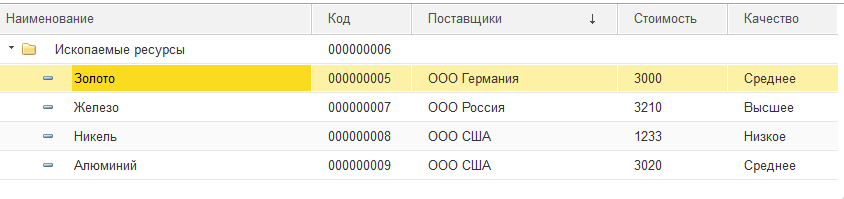 Наименование Код Поставщики ↓ Стоимость Качество
Ископаемые ресурсы 000000006
Золото 000000005 ООО Германия 3000 Среднее
Железо 000000007 ООО Россия 3210 Высшее
Никель 000000008 ООО США 1233 Низкое
Алюминий 000000009 ООО США 3020 Среднее